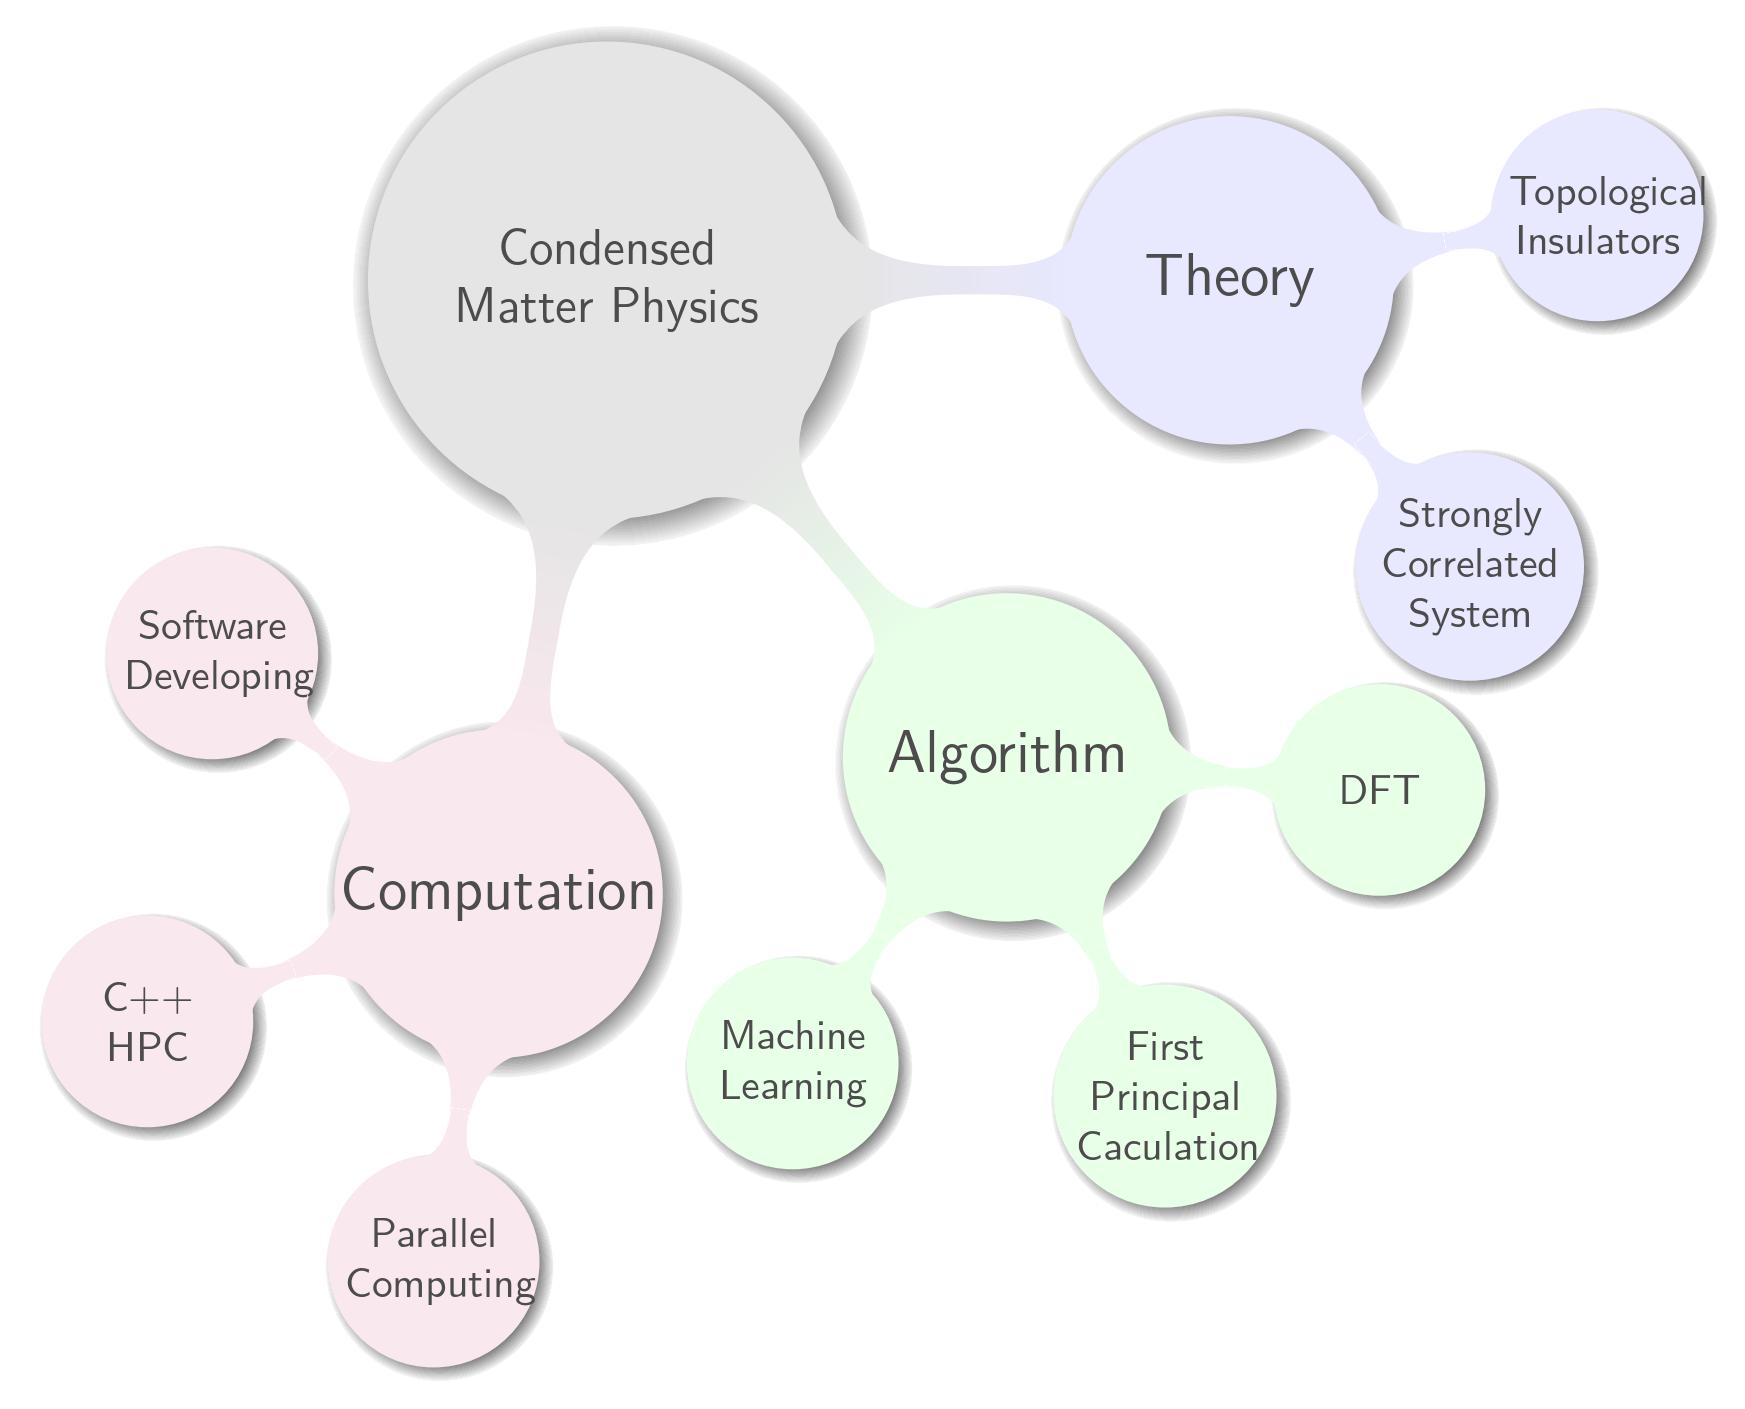 Condensed
Matter Physics
Theory
Topological
Insulators
Strongly
Correlated
System
Algorithm
DFT
First
Principal
Caculation
Machine
Learning
Computation
Software
Developing
C++
HPC
Parallel
Computing